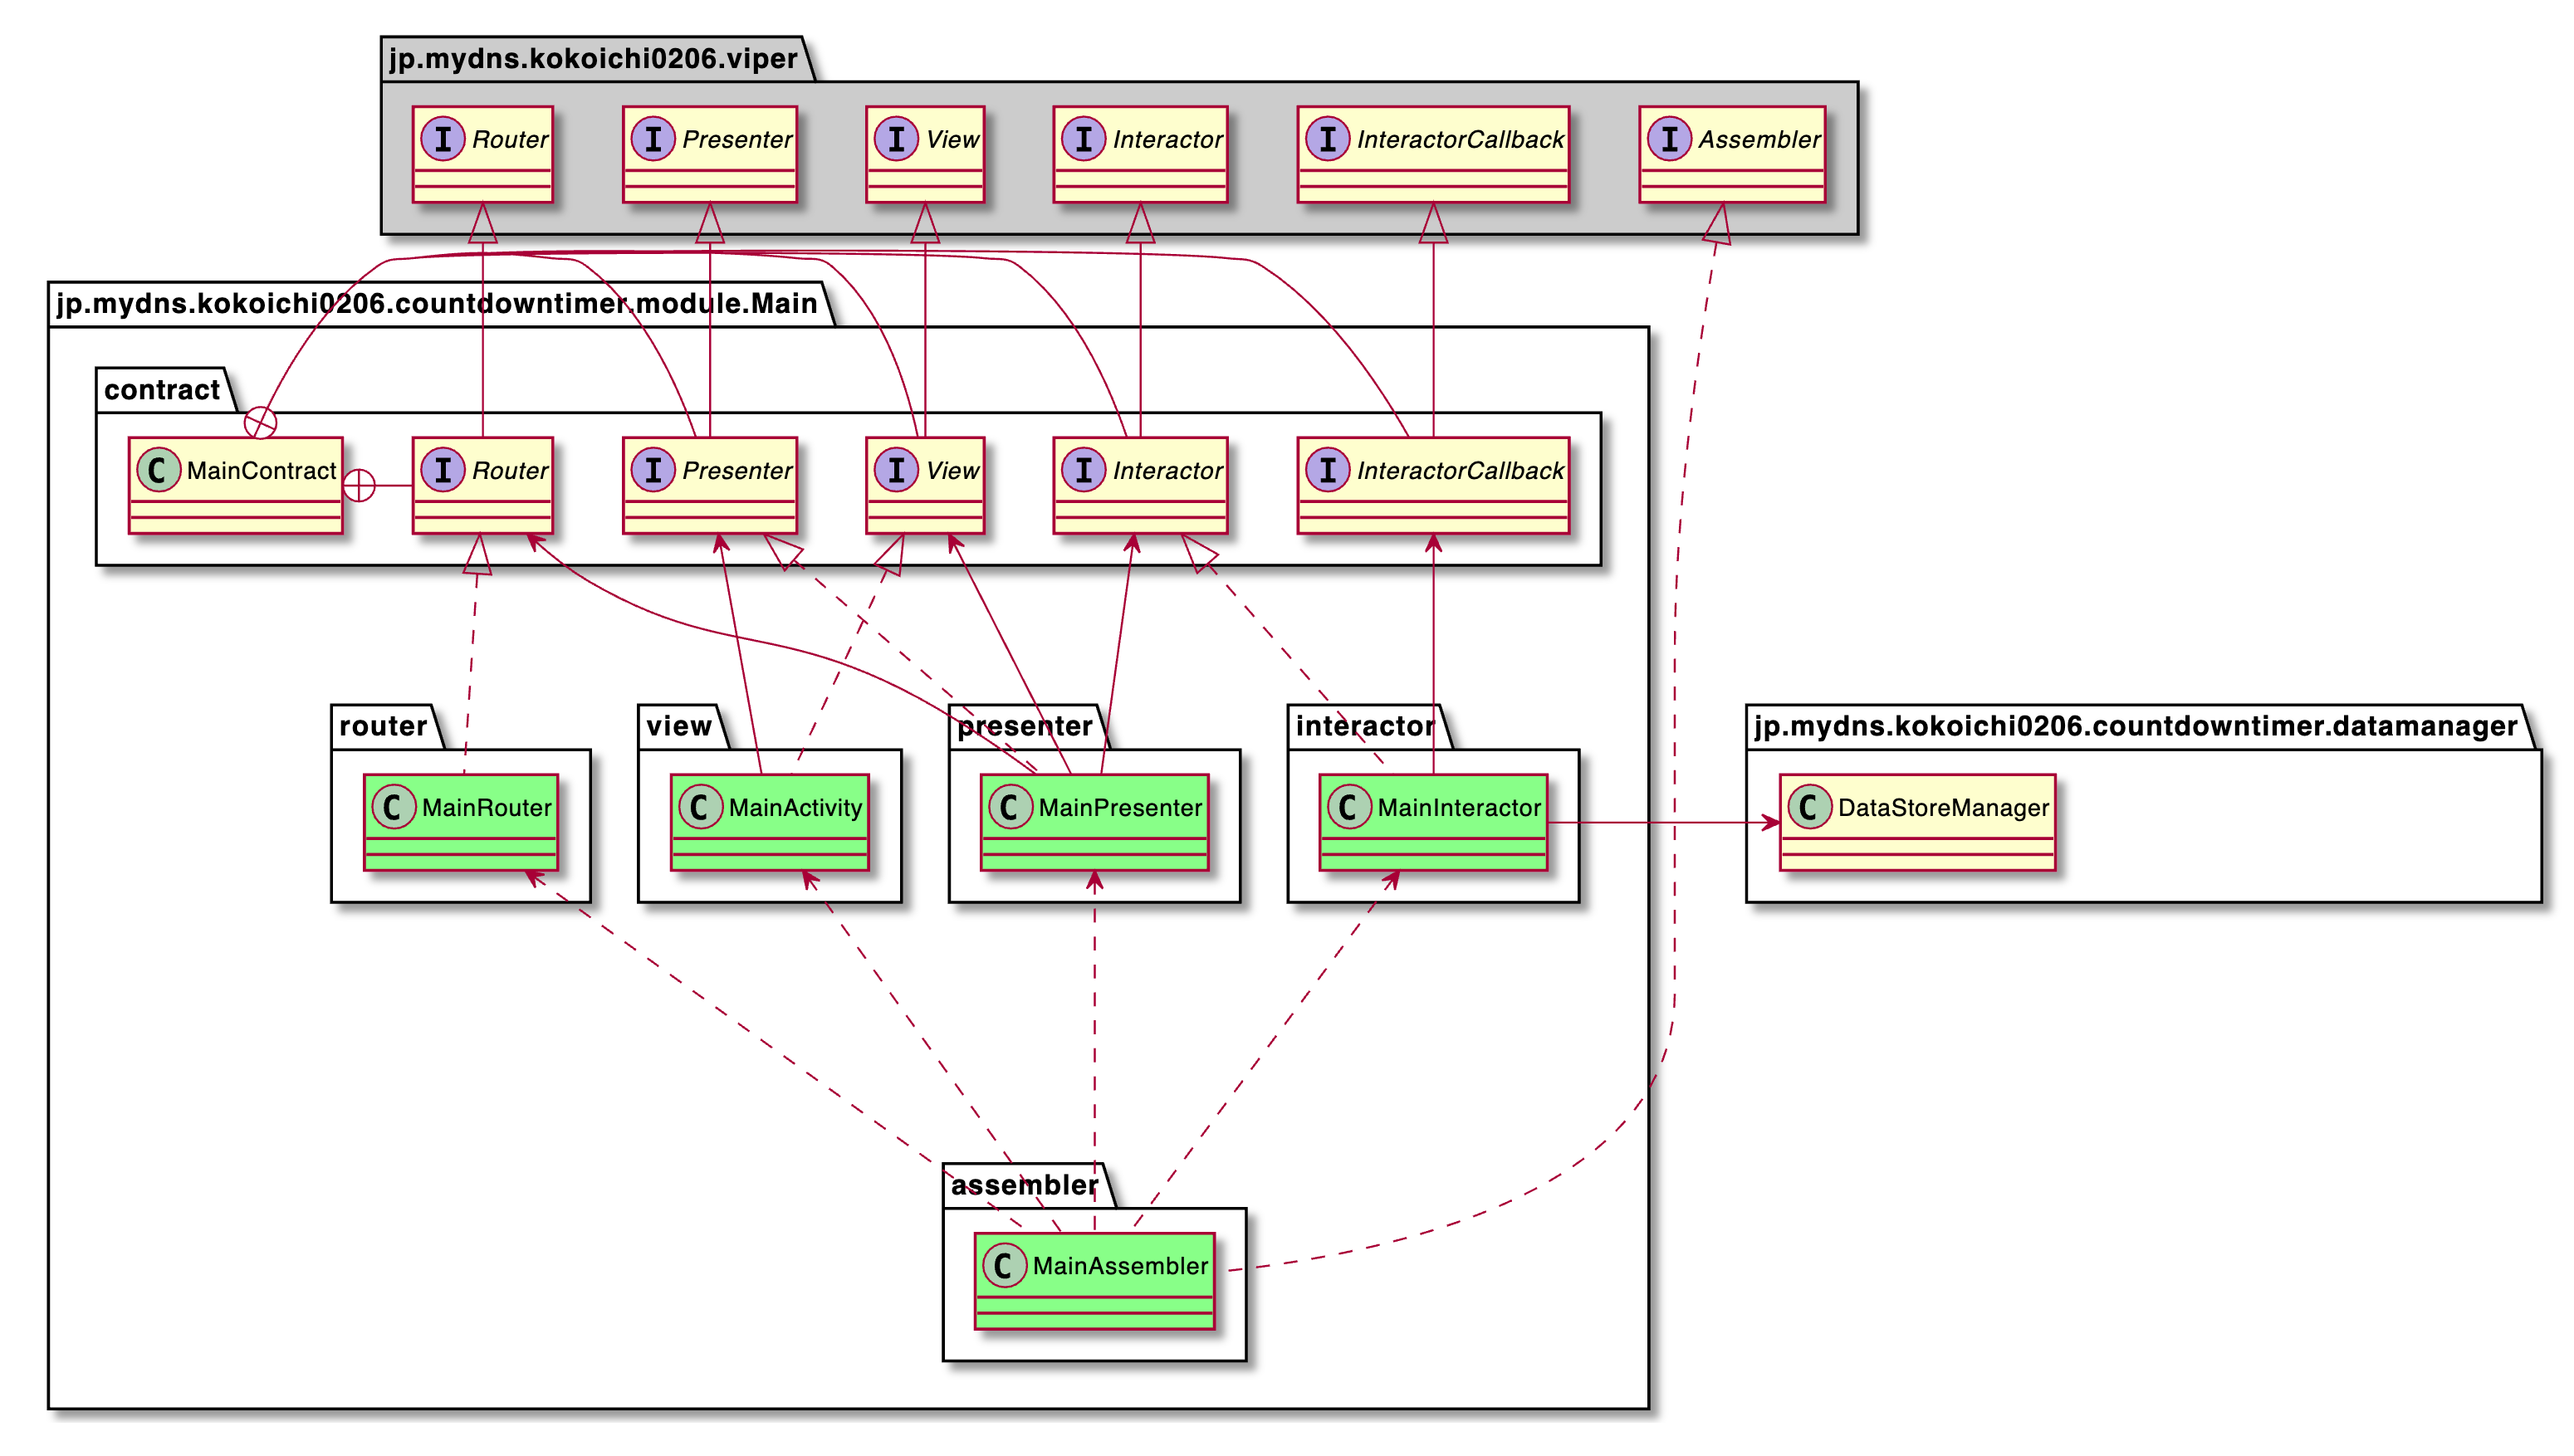 jp.mydns.kokoichi0206.viper
I Router
I Presenter
I View
I Interactor
I InteractorCallback
I Assembler
jp.mydns.kokoichi0206.countdowntimer.module.Main
contract
C MainContract
I Router
I Presenter
I View
I Interactor
I InteractorCallback
router
view
presenter
interactor
jp.mydns.kokoichi0206.countdowntimer.datamanager
C MainRouter
C MainActivity
C MainPresenter
C MainInteractor
C DataStoreManager
assembler
C MainAssembler